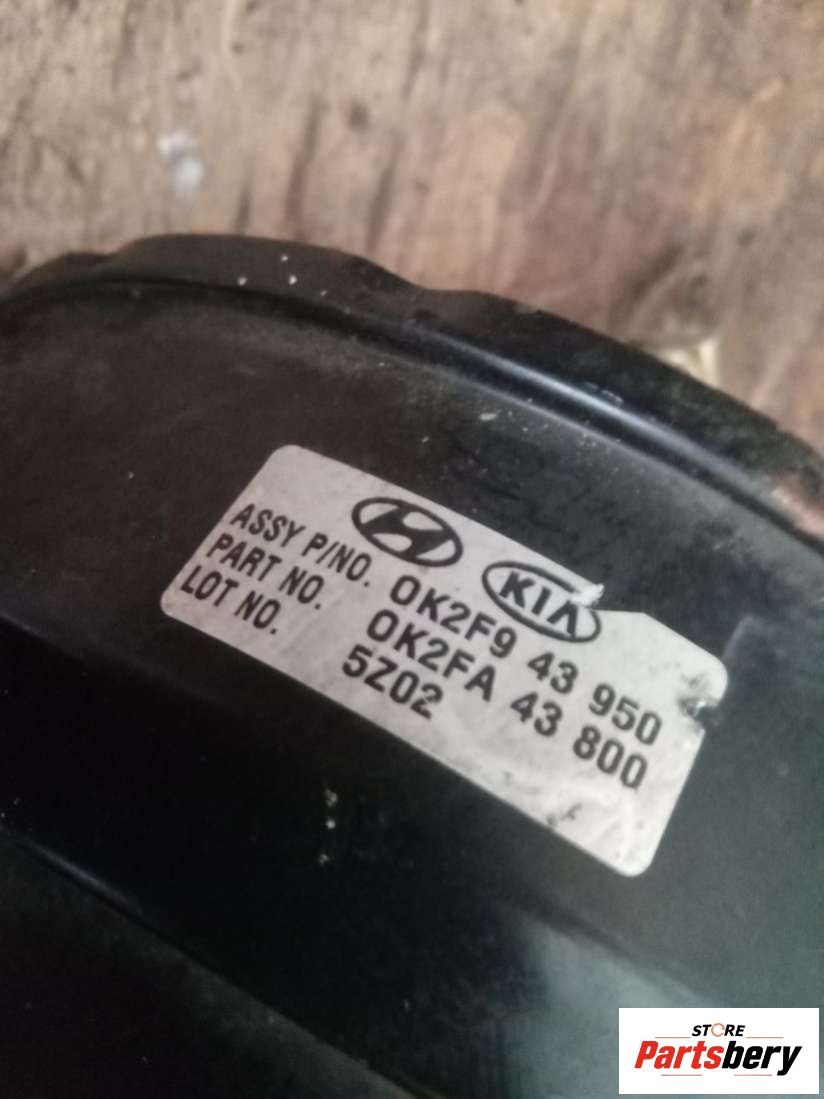 KIA
ASSY P/NO. 0K2F9 43 950
PART NO. 0K2FA 43 800
LOT NO. 5Z02
STORE
Partsbery